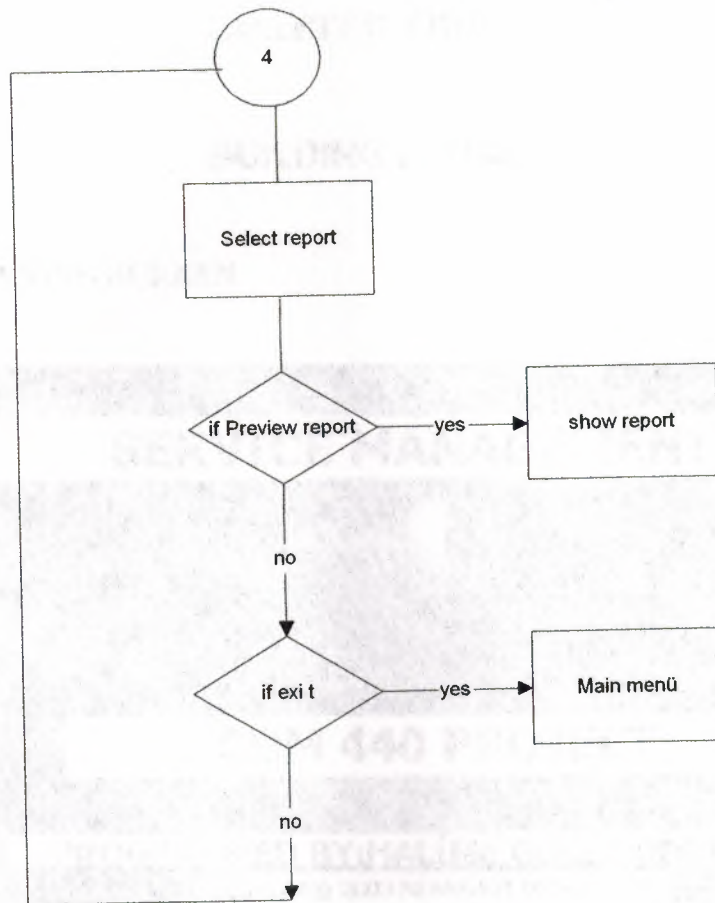 4
Select report
if Preview report
yes
show report
no
if exi t
yes
Main menü
no